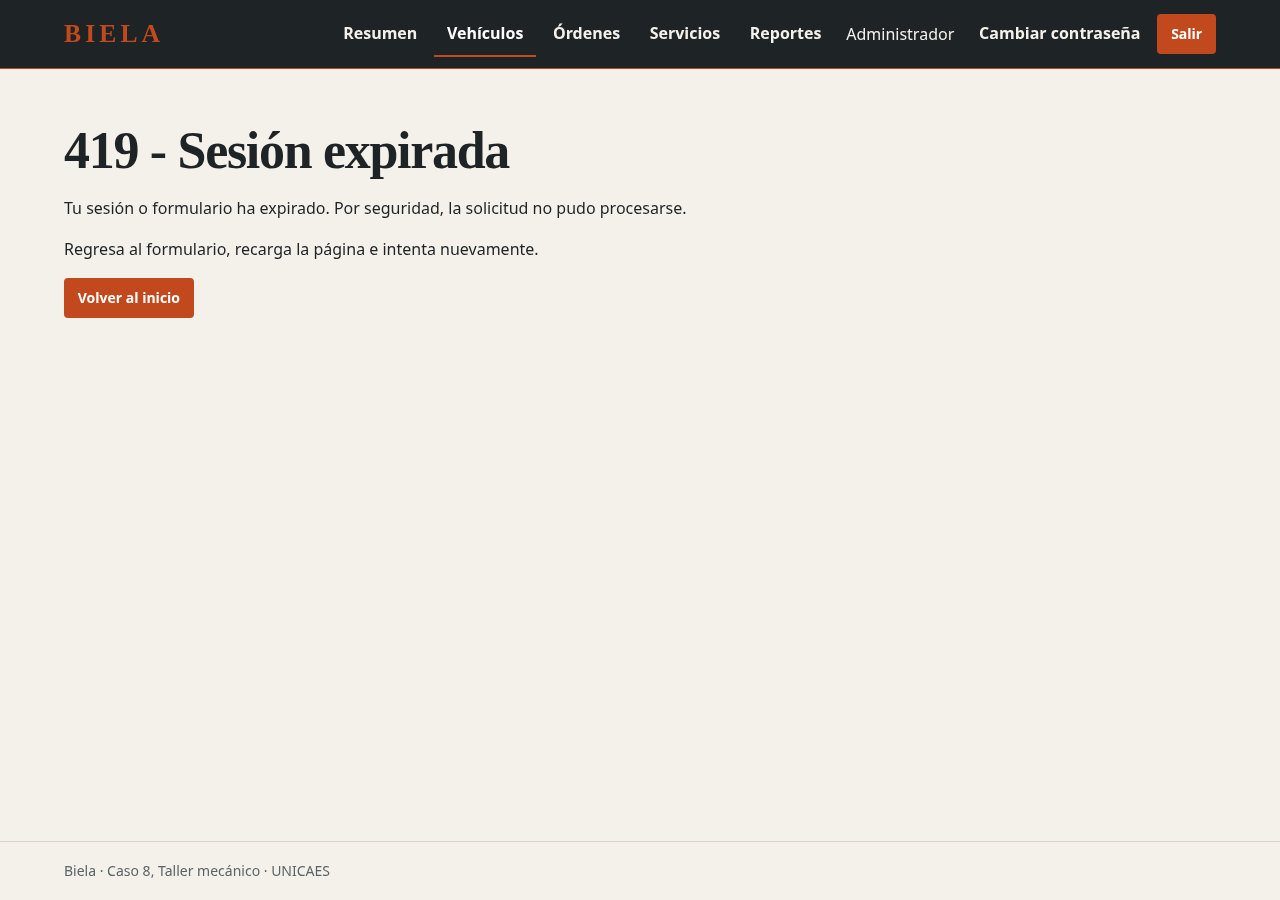 BIELA
Resumen Vehículos Órdenes Servicios Reportes Administrador Cambiar contraseña Salir
419 - Sesión expirada
Tu sesión o formulario ha expirado. Por seguridad, la solicitud no pudo procesarse.
Regresa al formulario, recarga la página e intenta nuevamente.
Volver al inicio
Biela · Caso 8, Taller mecánico · UNICAES